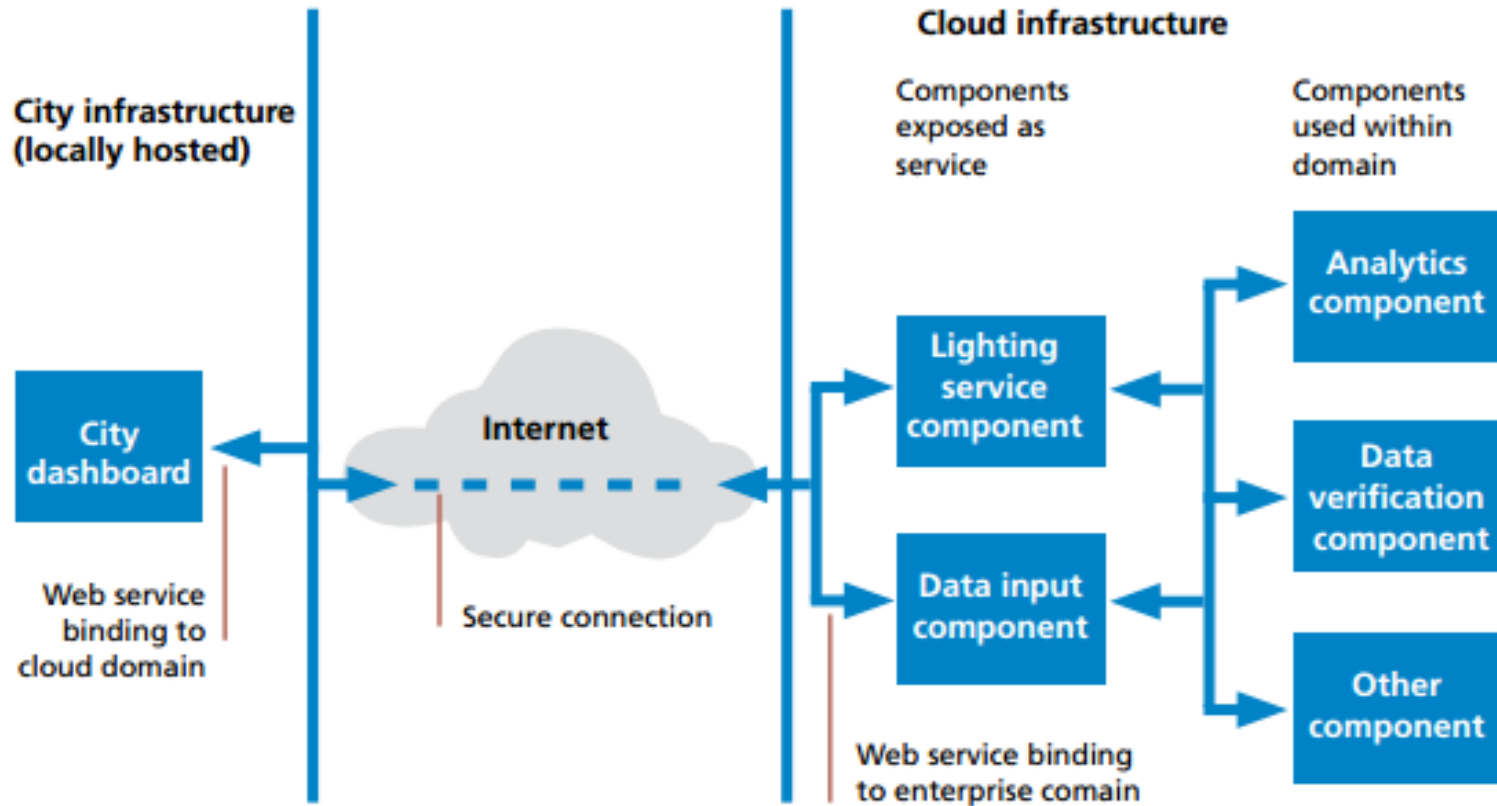 Cloud infrastructure
City infrastructure
(locally hosted)
Components
exposed as
service
Components
used within
domain
City
dashboard
Internet
Lighting
service
component
Data input
component
Analytics
component
Data
verification
component
Other
component
Web service
binding to
cloud domain
Secure connection
Web service binding
to enterprise comain